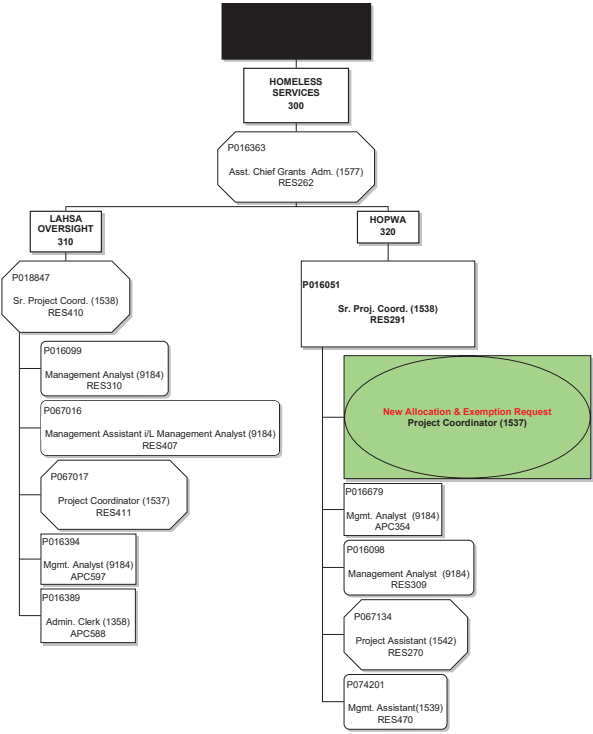 HOMELESS
SERVICES
300
P016363
Asst. Chief Grants Adm. (1577)
RES262
LAHSA
OVERSIGHT
310
P018847
Sr. Project Coord. (1538)
RES410
P016099
Management Analyst (9184)
RES310
P067016
Management Assistant i/L Management Analyst (9184)
RES407
P067017
Project Coordinator (1537)
RES411
P016394
Mgmt. Analyst (9184)
APC597
P016389
Admin. Clerk (1358)
APC588
HOPWA
320
P016051
Sr. Proj. Coord. (1538)
RES291
New Allocation & Exemption Request
Project Coordinator (1537)
P016679
Mgmt. Analyst (9184)
APC354
P016098
Management Analyst (9184)
RES309
P067134
Project Assistant (1542)
RES270
P074201
Mgmt. Assistant(1539)
RES470